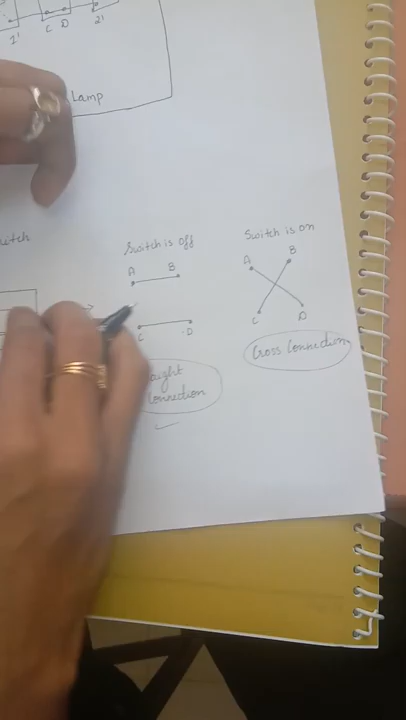 1' C D 2'
Lamp
Switch is off
A B
C D
Connection
Switch is on
A B
C D
Cross Connection